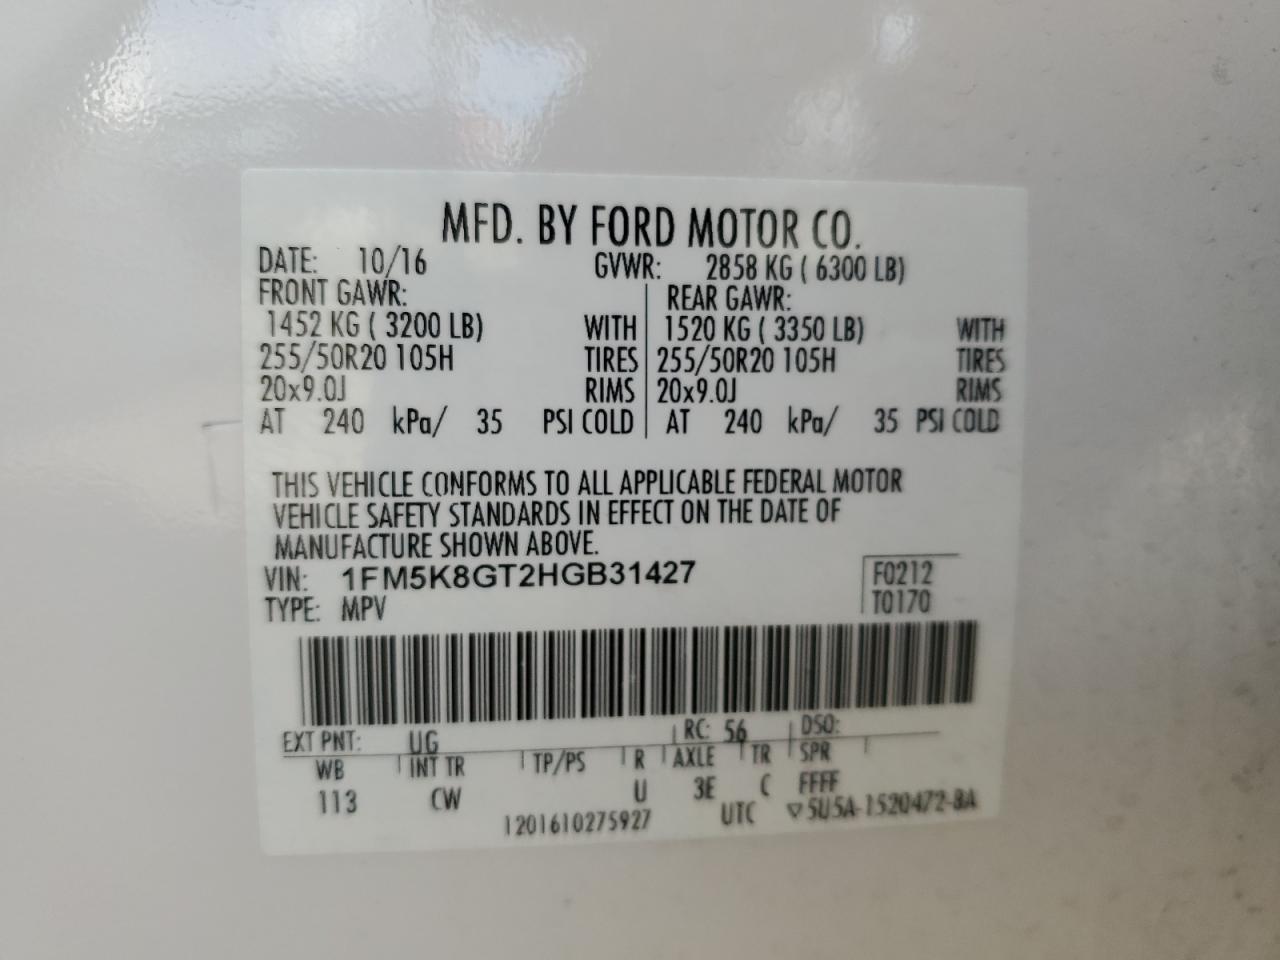 MFD. BY FORD MOTOR CO.
DATE: 10/16 GVWR: 2858 KG ( 6300 LB)
FRONT GAWR: REAR GAWR:
1452 KG ( 3200 LB) WITH 1520 KG ( 3350 LB) WITH
255/50R20 105H TIRES 255/50R20 105H TIRES
20x9.0J RIMS 20x9.0J RIMS
AT 240 kPa/ 35 PSI COLD AT 240 kPa/ 35 PSI COLD
THIS VEHICLE CONFORMS TO ALL APPLICABLE FEDERAL MOTOR
VEHICLE SAFETY STANDARDS IN EFFECT ON THE DATE OF
MANUFACTURE SHOWN ABOVE.
VIN: 1FM5K8GT2HGB31427 F0212
TYPE: MPV T0170
EXT PNT: UG RC: 56 DSO:
WB INT TR TP/PS R AXLE TR SPR
113 CW U 3E C FFFF
1201610275927 UTC ▽5U5A-1520472-BA